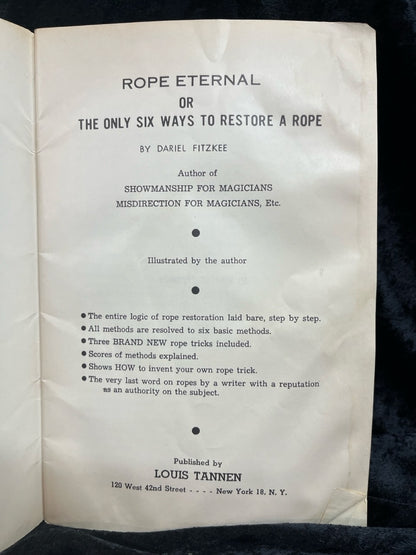 ROPE ETERNAL
OR
THE ONLY SIX WAYS TO RESTORE A ROPE
BY DARIEL FITZKEE
Author of
SHOWMANSHIP FOR MAGICIANS
MISDIRECTION FOR MAGICIANS, Etc.
●
Illustrated by the author
●
● The entire logic of rope restoration laid bare, step by step.
● All methods are resolved to six basic methods.
● Three BRAND NEW rope tricks included.
● Scores of methods explained.
● Shows HOW to invent your own rope trick.
● The very last word on ropes by a writer with a reputation
as an authority on the subject.
●
Published by
LOUIS TANNEN
120 West 42nd Street - - - - New York 18, N. Y.